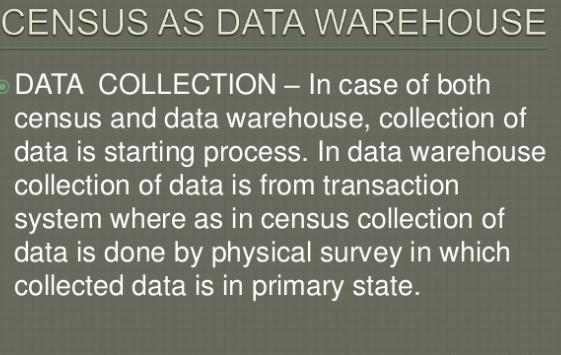 CENSUS AS DATA WAREHOUSE
DATA COLLECTION – In case of both
census and data warehouse, collection of
data is starting process. In data warehouse
collection of data is from transaction
system where as in census collection of
data is done by physical survey in which
collected data is in primary state.